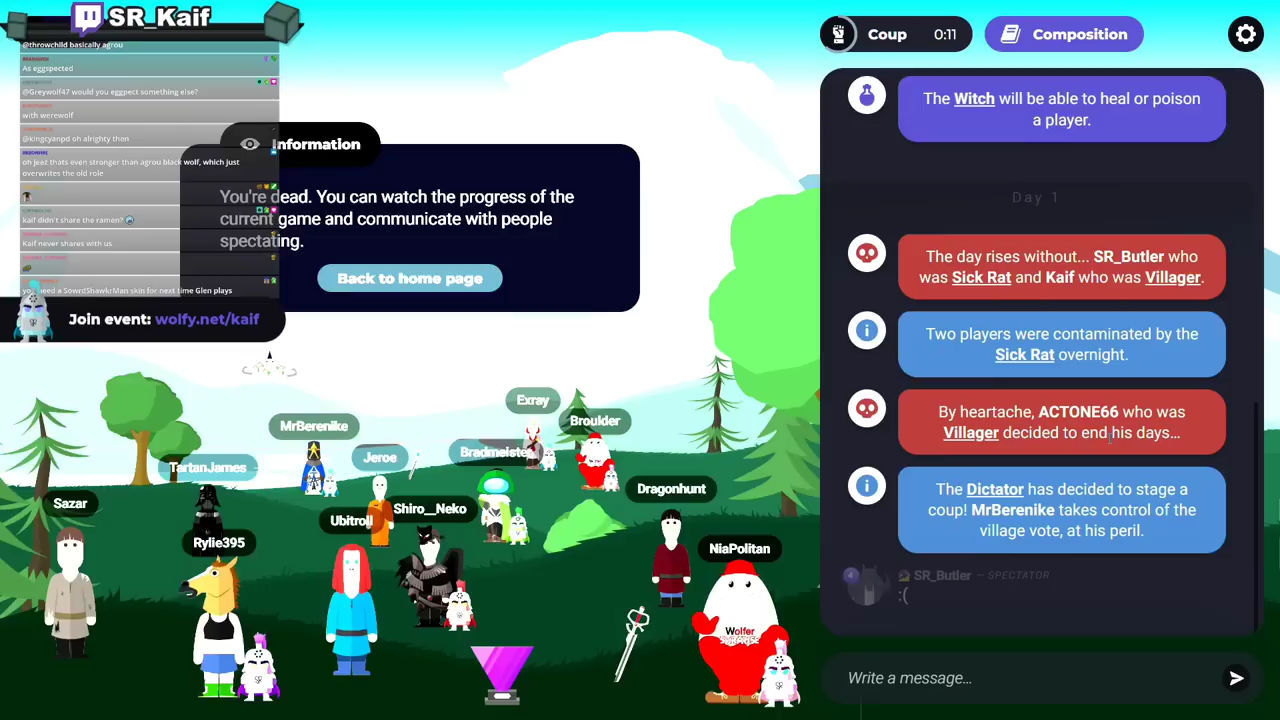 SR_Kaif
@throwchild basically agrou
As eggspected
@Greywolf47 would you eggpect something else?
with werewolf
@kingcyanpd oh alrighty then
oh jeez thats even stronger than agrou black wolf, which just
overwrites the old role
kaif didn't share the ramen?
Kaif never shares with us
you need a SowrdShawkrMan skin for next time Glen plays
Join event: wolfy.net/kaif
Information
You're dead. You can watch the progress of the
current game and communicate with people
spectating.
Back to home page
Exray
MrBerenike
Broulder
Jeroe
Bradmeister
TartanJames
Dragonhunt
Sazar
Shiro__Neko
Ubitroll
Rylie395
NiaPolitan
Wolfer
SURPRISE
Coup 0:11
Composition
The Witch will be able to heal or poison
a player.
Day 1
The day rises without... SR_Butler who
was Sick Rat and Kaif who was Villager.
Two players were contaminated by the
Sick Rat overnight.
By heartache, ACTONE66 who was
Villager decided to end his days...
The Dictator has decided to stage a
coup! MrBerenike takes control of the
village vote, at his peril.
4 SR_Butler – SPECTATOR
:(
Write a message...